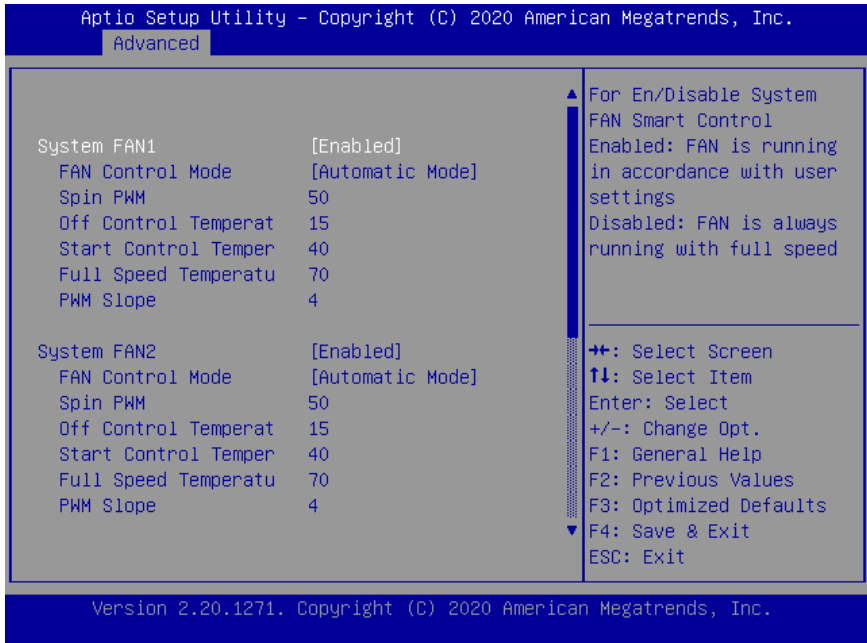 Aptio Setup Utility – Copyright (C) 2020 American Megatrends, Inc.
Advanced
System FAN1 [Enabled]
FAN Control Mode [Automatic Mode]
Spin PWM 50
Off Control Temperat 15
Start Control Temper 40
Full Speed Temperatu 70
PWM Slope 4
System FAN2 [Enabled]
FAN Control Mode [Automatic Mode]
Spin PWM 50
Off Control Temperat 15
Start Control Temper 40
Full Speed Temperatu 70
PWM Slope 4
For En/Disable System
FAN Smart Control
Enabled: FAN is running
in accordance with user
settings
Disabled: FAN is always
running with full speed
→←: Select Screen
↑↓: Select Item
Enter: Select
+/-: Change Opt.
F1: General Help
F2: Previous Values
F3: Optimized Defaults
F4: Save & Exit
ESC: Exit
Version 2.20.1271. Copyright (C) 2020 American Megatrends, Inc.